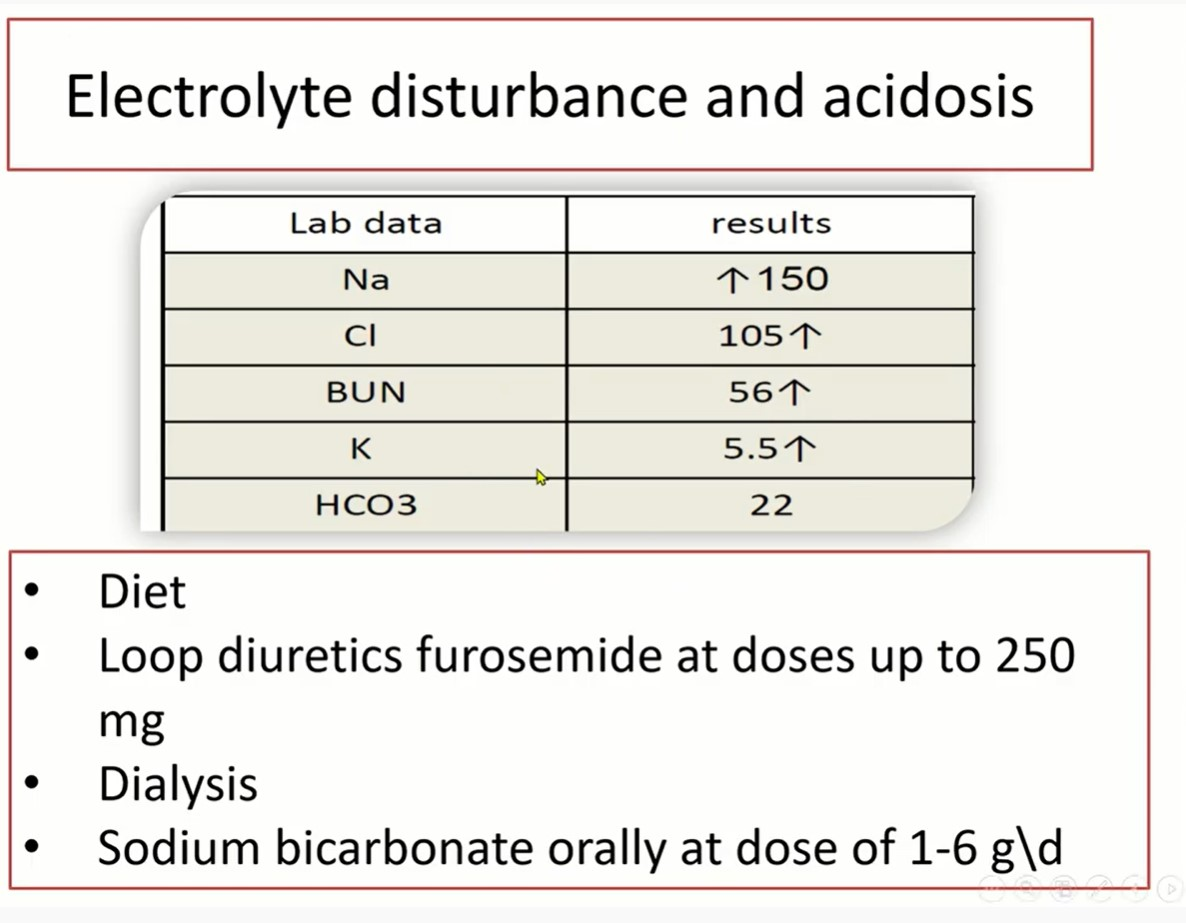 Electrolyte disturbance and acidosis
Lab data results
Na ↑150
Cl 105↑
BUN 56↑
K 5.5↑
HCO3 22
• Diet
• Loop diuretics furosemide at doses up to 250
mg
• Dialysis
• Sodium bicarbonate orally at dose of 1-6 g\d